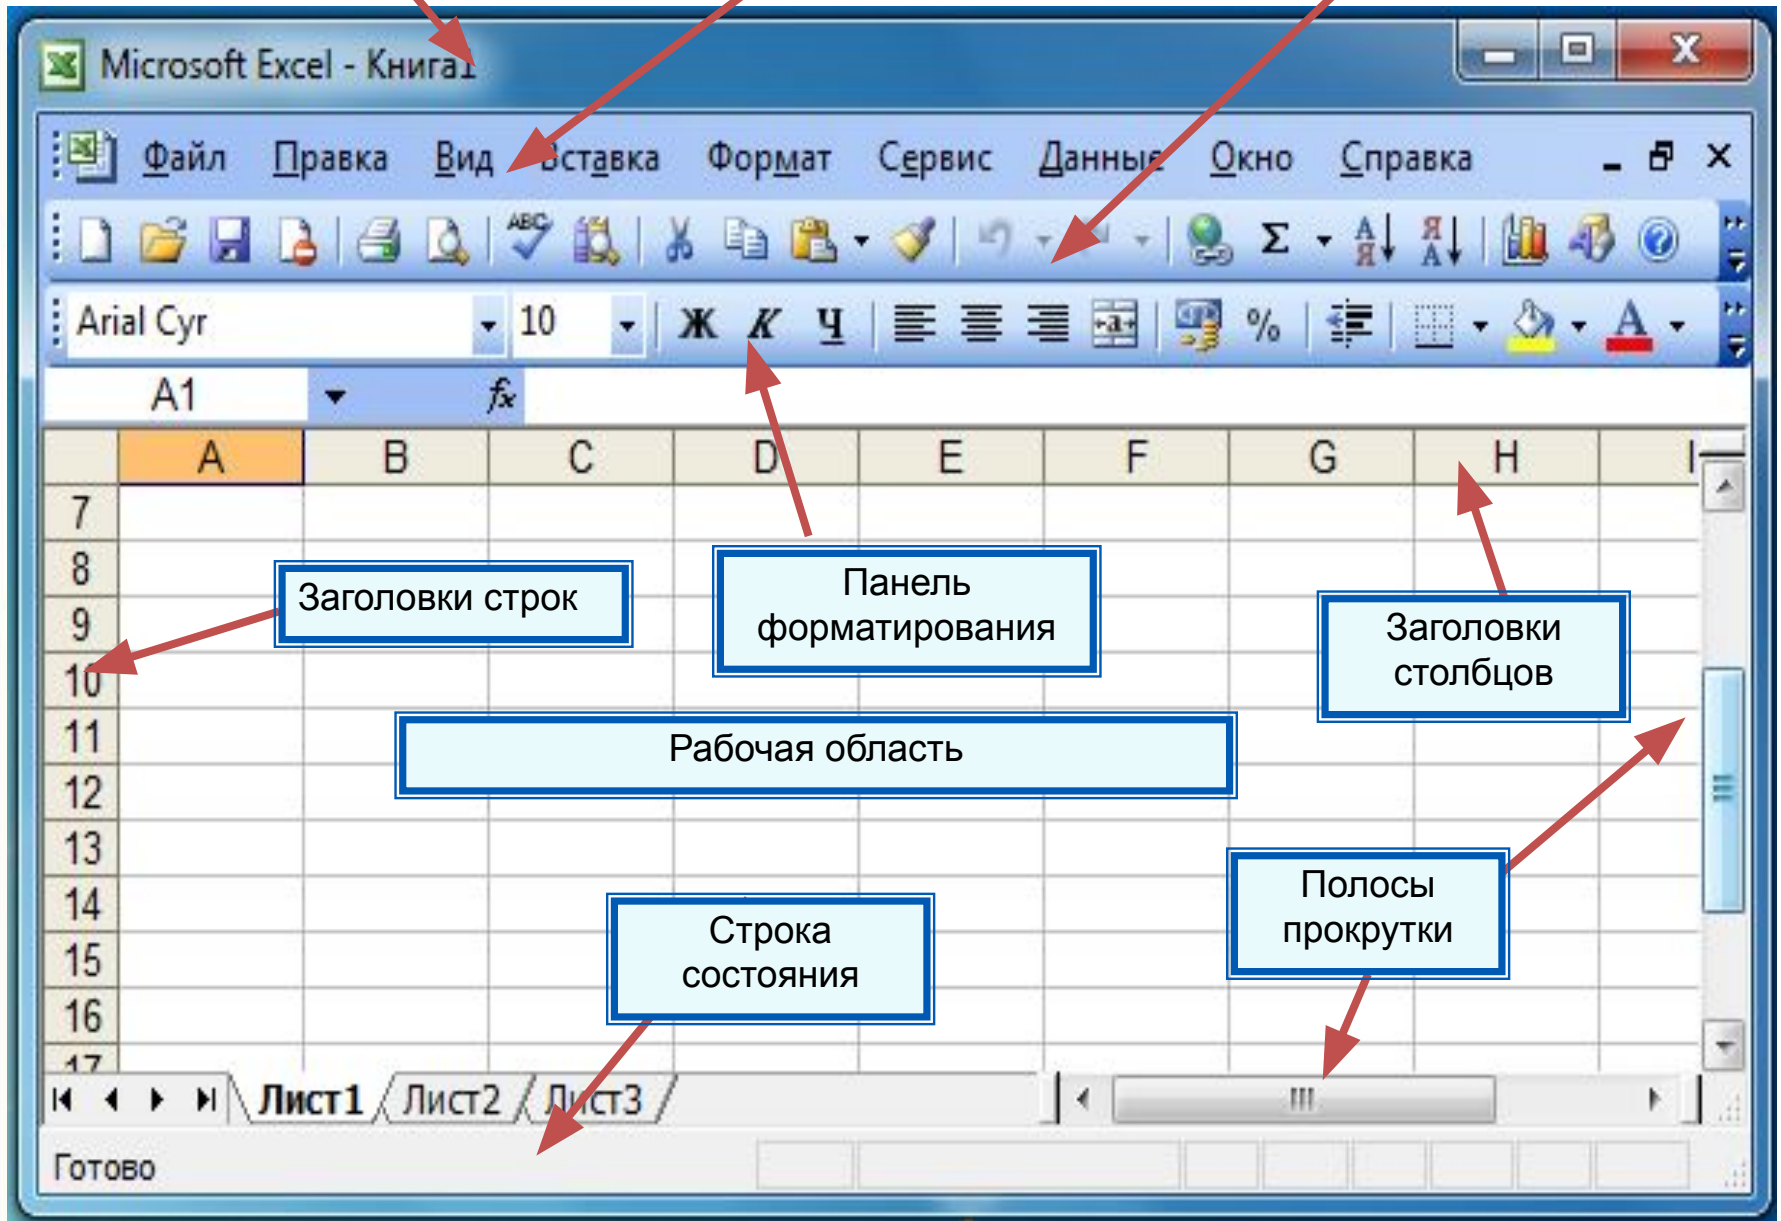 Microsoft Excel - Книга1
Файл Правка Вид Вставка Формат Сервис Данные Окно Справка
ABC Σ А Я Я А
Arial Cyr 10 Ж К Ч a % А
A1 fx
A B C D E F G H I
7
8
Заголовки строк
Панель
форматирования
9
Заголовки
столбцов
10
11
Рабочая область
12
13
14
Полосы
прокрутки
Строка
состояния
15
16
17
Лист1 Лист2 Лист3
Готово